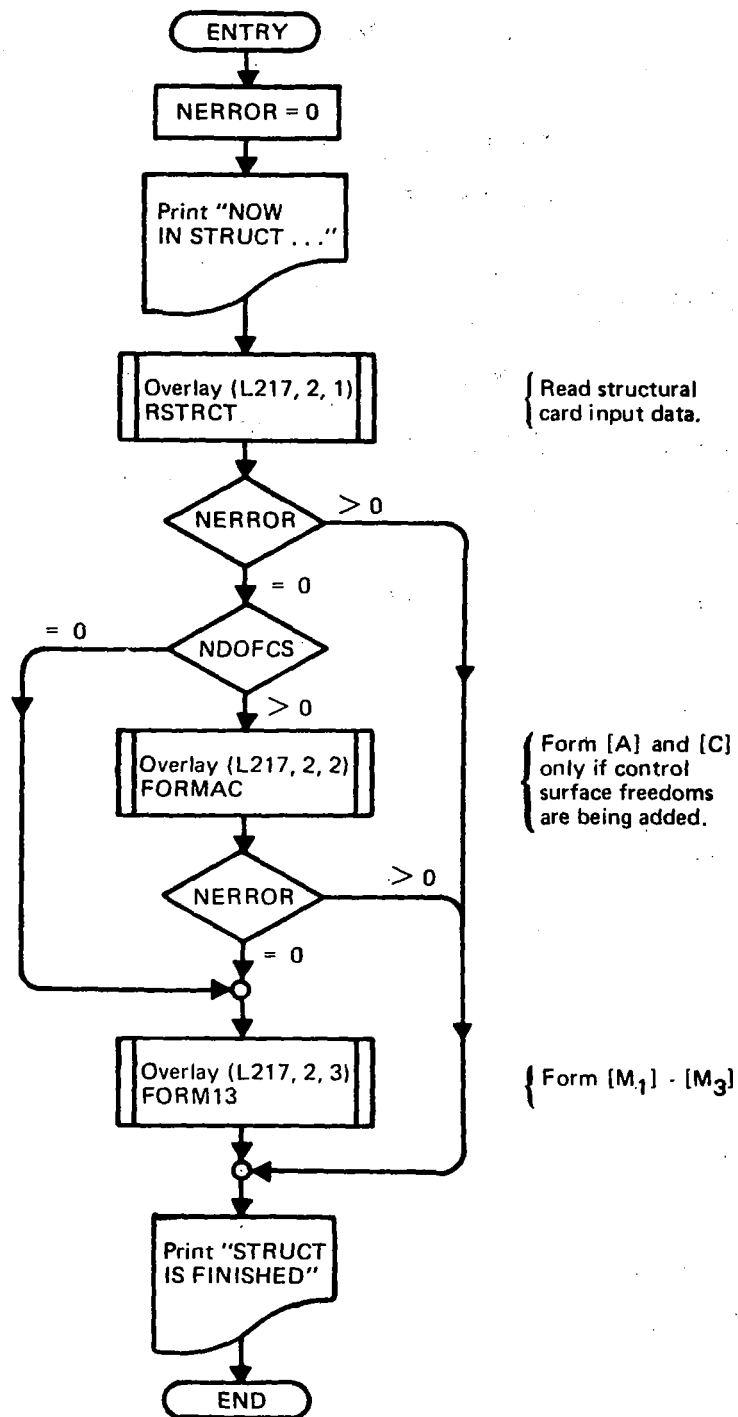 ENTRY
NERROR = 0
Print "NOW
IN STRUCT . . ."
Overlay (L217, 2, 1)
RSTRCT
Read structural
card input data.
NERROR
> 0
= 0
= 0
NDOFCS
> 0
Overlay (L217, 2, 2)
FORMAC
Form [A] and [C]
only if control
surface freedoms
are being added.
NERROR
> 0
= 0
Overlay (L217, 2, 3)
FORM13
Form [M1] - [M3]
Print "STRUCT
IS FINISHED"
END